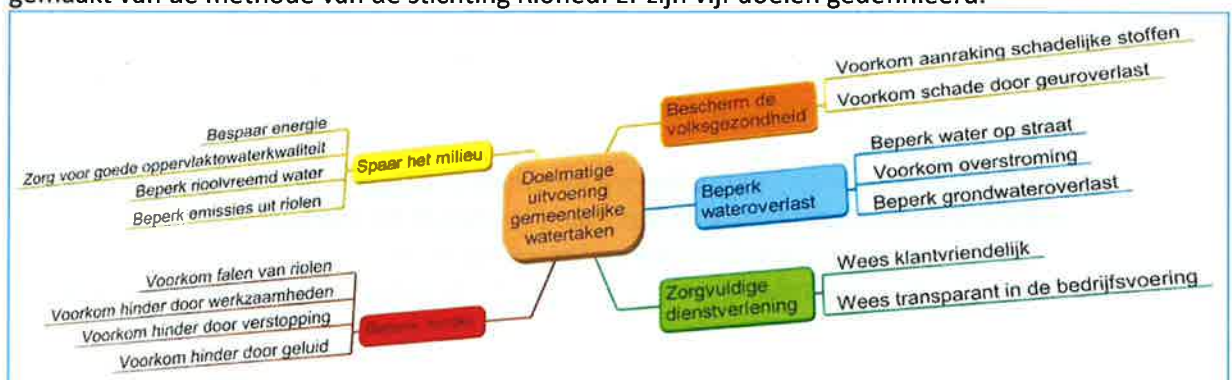 gemaakt van de methode van de stichting Rioned. Er zijn vijf doelen gedefinieerd:
Voorkom aanraking schadelijke stoffen
Voorkom schade door geuroverlast
Bescherm de
volksgezondheid
Bespaar energie
Zorg voor goede oppervlaktewaterkwaliteit
Beperk rioolvreemd water
Beperk emissies uit riolen
Spaar het milieu
Doelmatige
uitvoering
gemeentelijke
watertaken
Beperk
wateroverlast
Beperk water op straat
Voorkom overstroming
Beperk grondwateroverlast
Voorkom falen van riolen
Voorkom hinder door werkzaamheden
Voorkom hinder door verstopping
Voorkom hinder door geluid
Zorgvuldige
dienstverlening
Wees klantvriendelijk
Wees transparant in de bedrijfsvoering